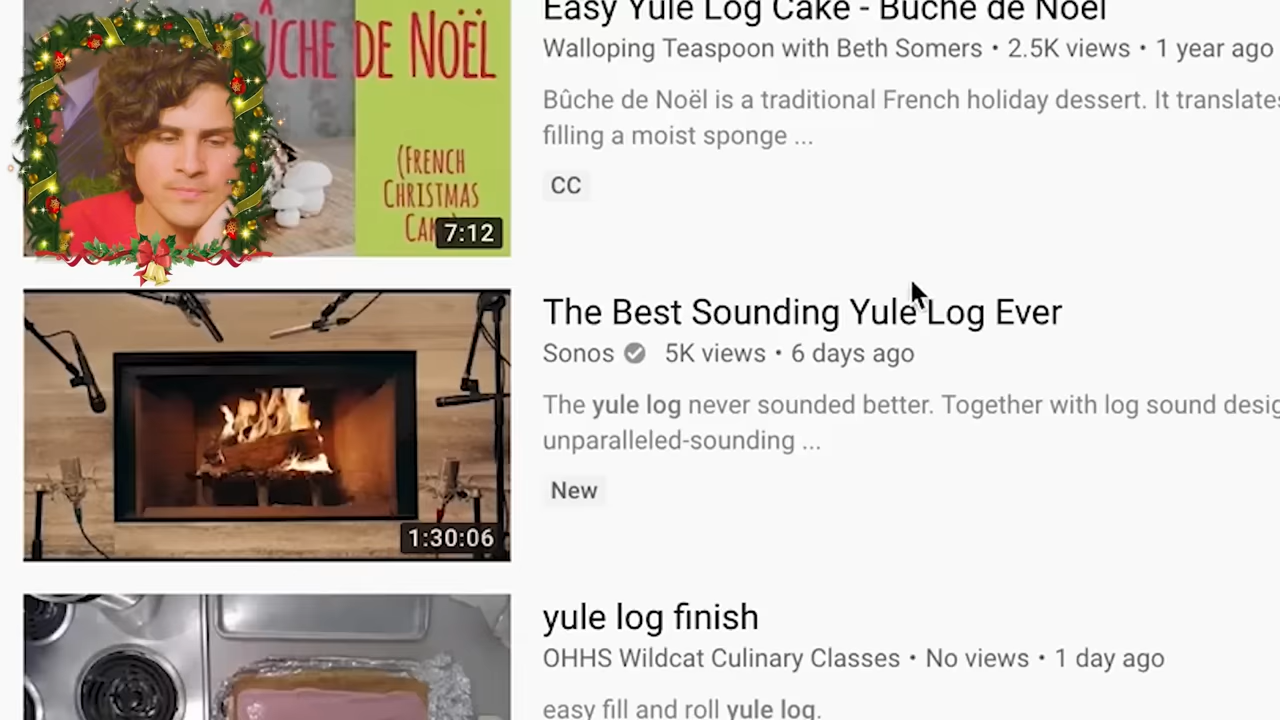 BÛCHE DE NOËL
(FRENCH
CHRISTMAS
7:12
Easy Yule Log Cake - Bûche de Noël
Walloping Teaspoon with Beth Somers • 2.5K views • 1 year ago
Bûche de Noël is a traditional French holiday dessert. It translates
filling a moist sponge ...
CC
1:30:06
The Best Sounding Yule Log Ever
Sonos 5K views • 6 days ago
The yule log never sounded better. Together with log sound desig
unparalleled-sounding ...
New
yule log finish
OHHS Wildcat Culinary Classes • No views • 1 day ago
easy fill and roll yule log.